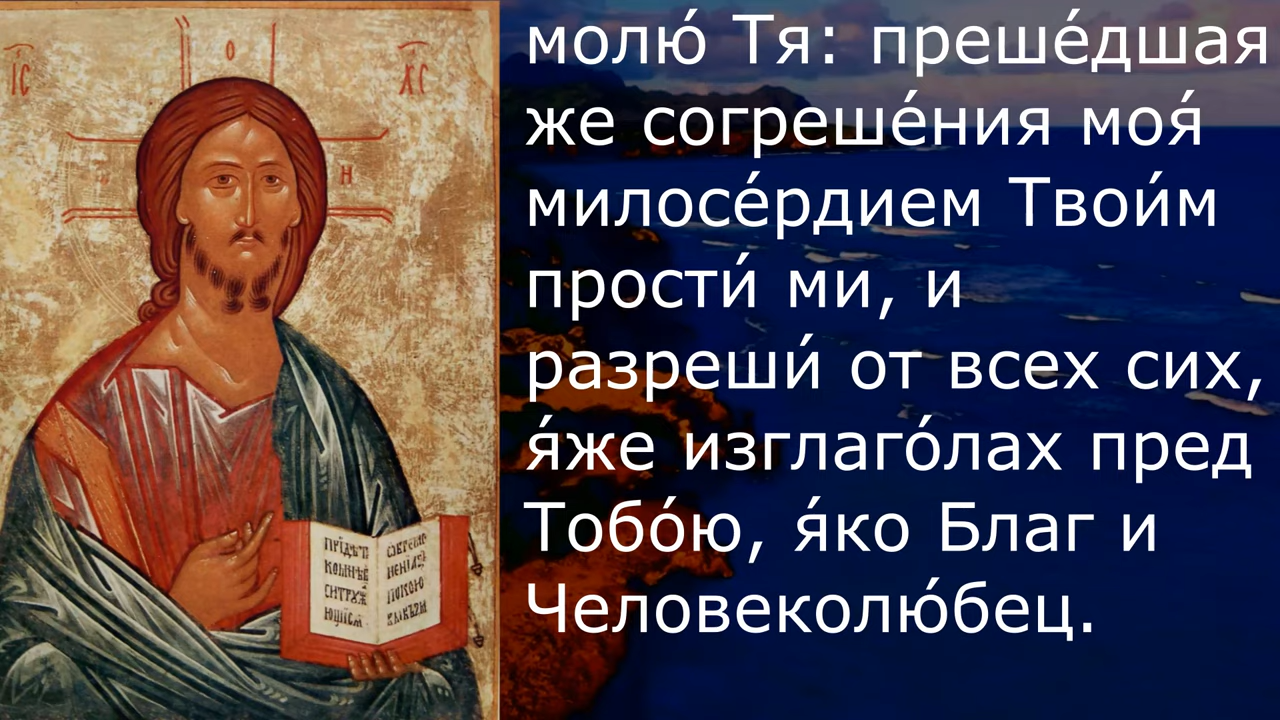 І҃С
О
Х҃С
Н
молю́ Тя: преше́дшая
же согреше́ния моя́
милосе́рдием Твои́м
прости́ ми, и
разреши́ от всех сих,
я́же изглаго́лах пред
Тобо́ю, я́ко Благ и
Человеколю́бец.